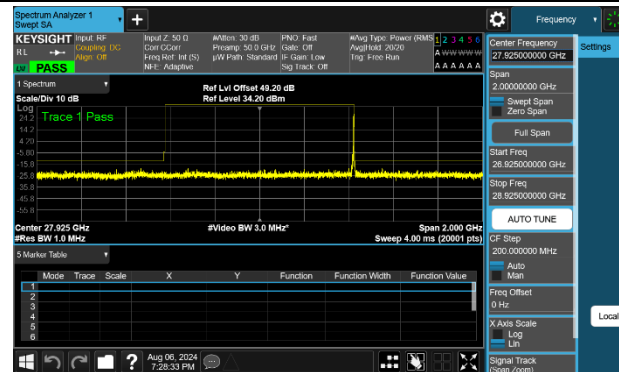 Spectrum Analyzer 1
Swept SA
Frequency
KEYSIGHT
Input: RF
Coupling: DC
Align: Off
Input Z: 50 Ω
Corr CCorr
Freq Ref: Int (S)
NFE: Adaptive
#Atten: 30 dB
Preamp: 50.0 GHz
µW Path: Standard
PNO: Fast
Gate: Off
IF Gain: Low
Sig Track: Off
#Avg Type: Power (RMS
Avg|Hold: 20/20
Trig: Free Run
1 2 3 4 5 6
A W W W W W
A A A A A A
RL
LV PASS
1 Spectrum
Scale/Div 10 dB
Ref Lvl Offset 49.20 dB
Ref Level 34.20 dBm
Log
Trace 1 Pass
24.2
14.2
4.20
-5.80
-15.8
-25.8
-35.8
-45.8
-55.8
Center 27.925 GHz
#Res BW 1.0 MHz
#Video BW 3.0 MHz*
Span 2.000 GHz
Sweep 4.00 ms (20001 pts)
5 Marker Table
Mode Trace Scale X Y Function Function Width Function Value
1
2
3
4
5
6
Aug 06, 2024
7:28:33 PM
Center Frequency
27.925000000 GHz
Settings
Span
2.00000000 GHz
Swept Span
Zero Span
Full Span
Start Freq
26.925000000 GHz
Stop Freq
28.925000000 GHz
AUTO TUNE
CF Step
200.000000 MHz
Auto
Man
Freq Offset
0 Hz
X Axis Scale
Log
Lin
Local
Signal Track
(Span Zoom)